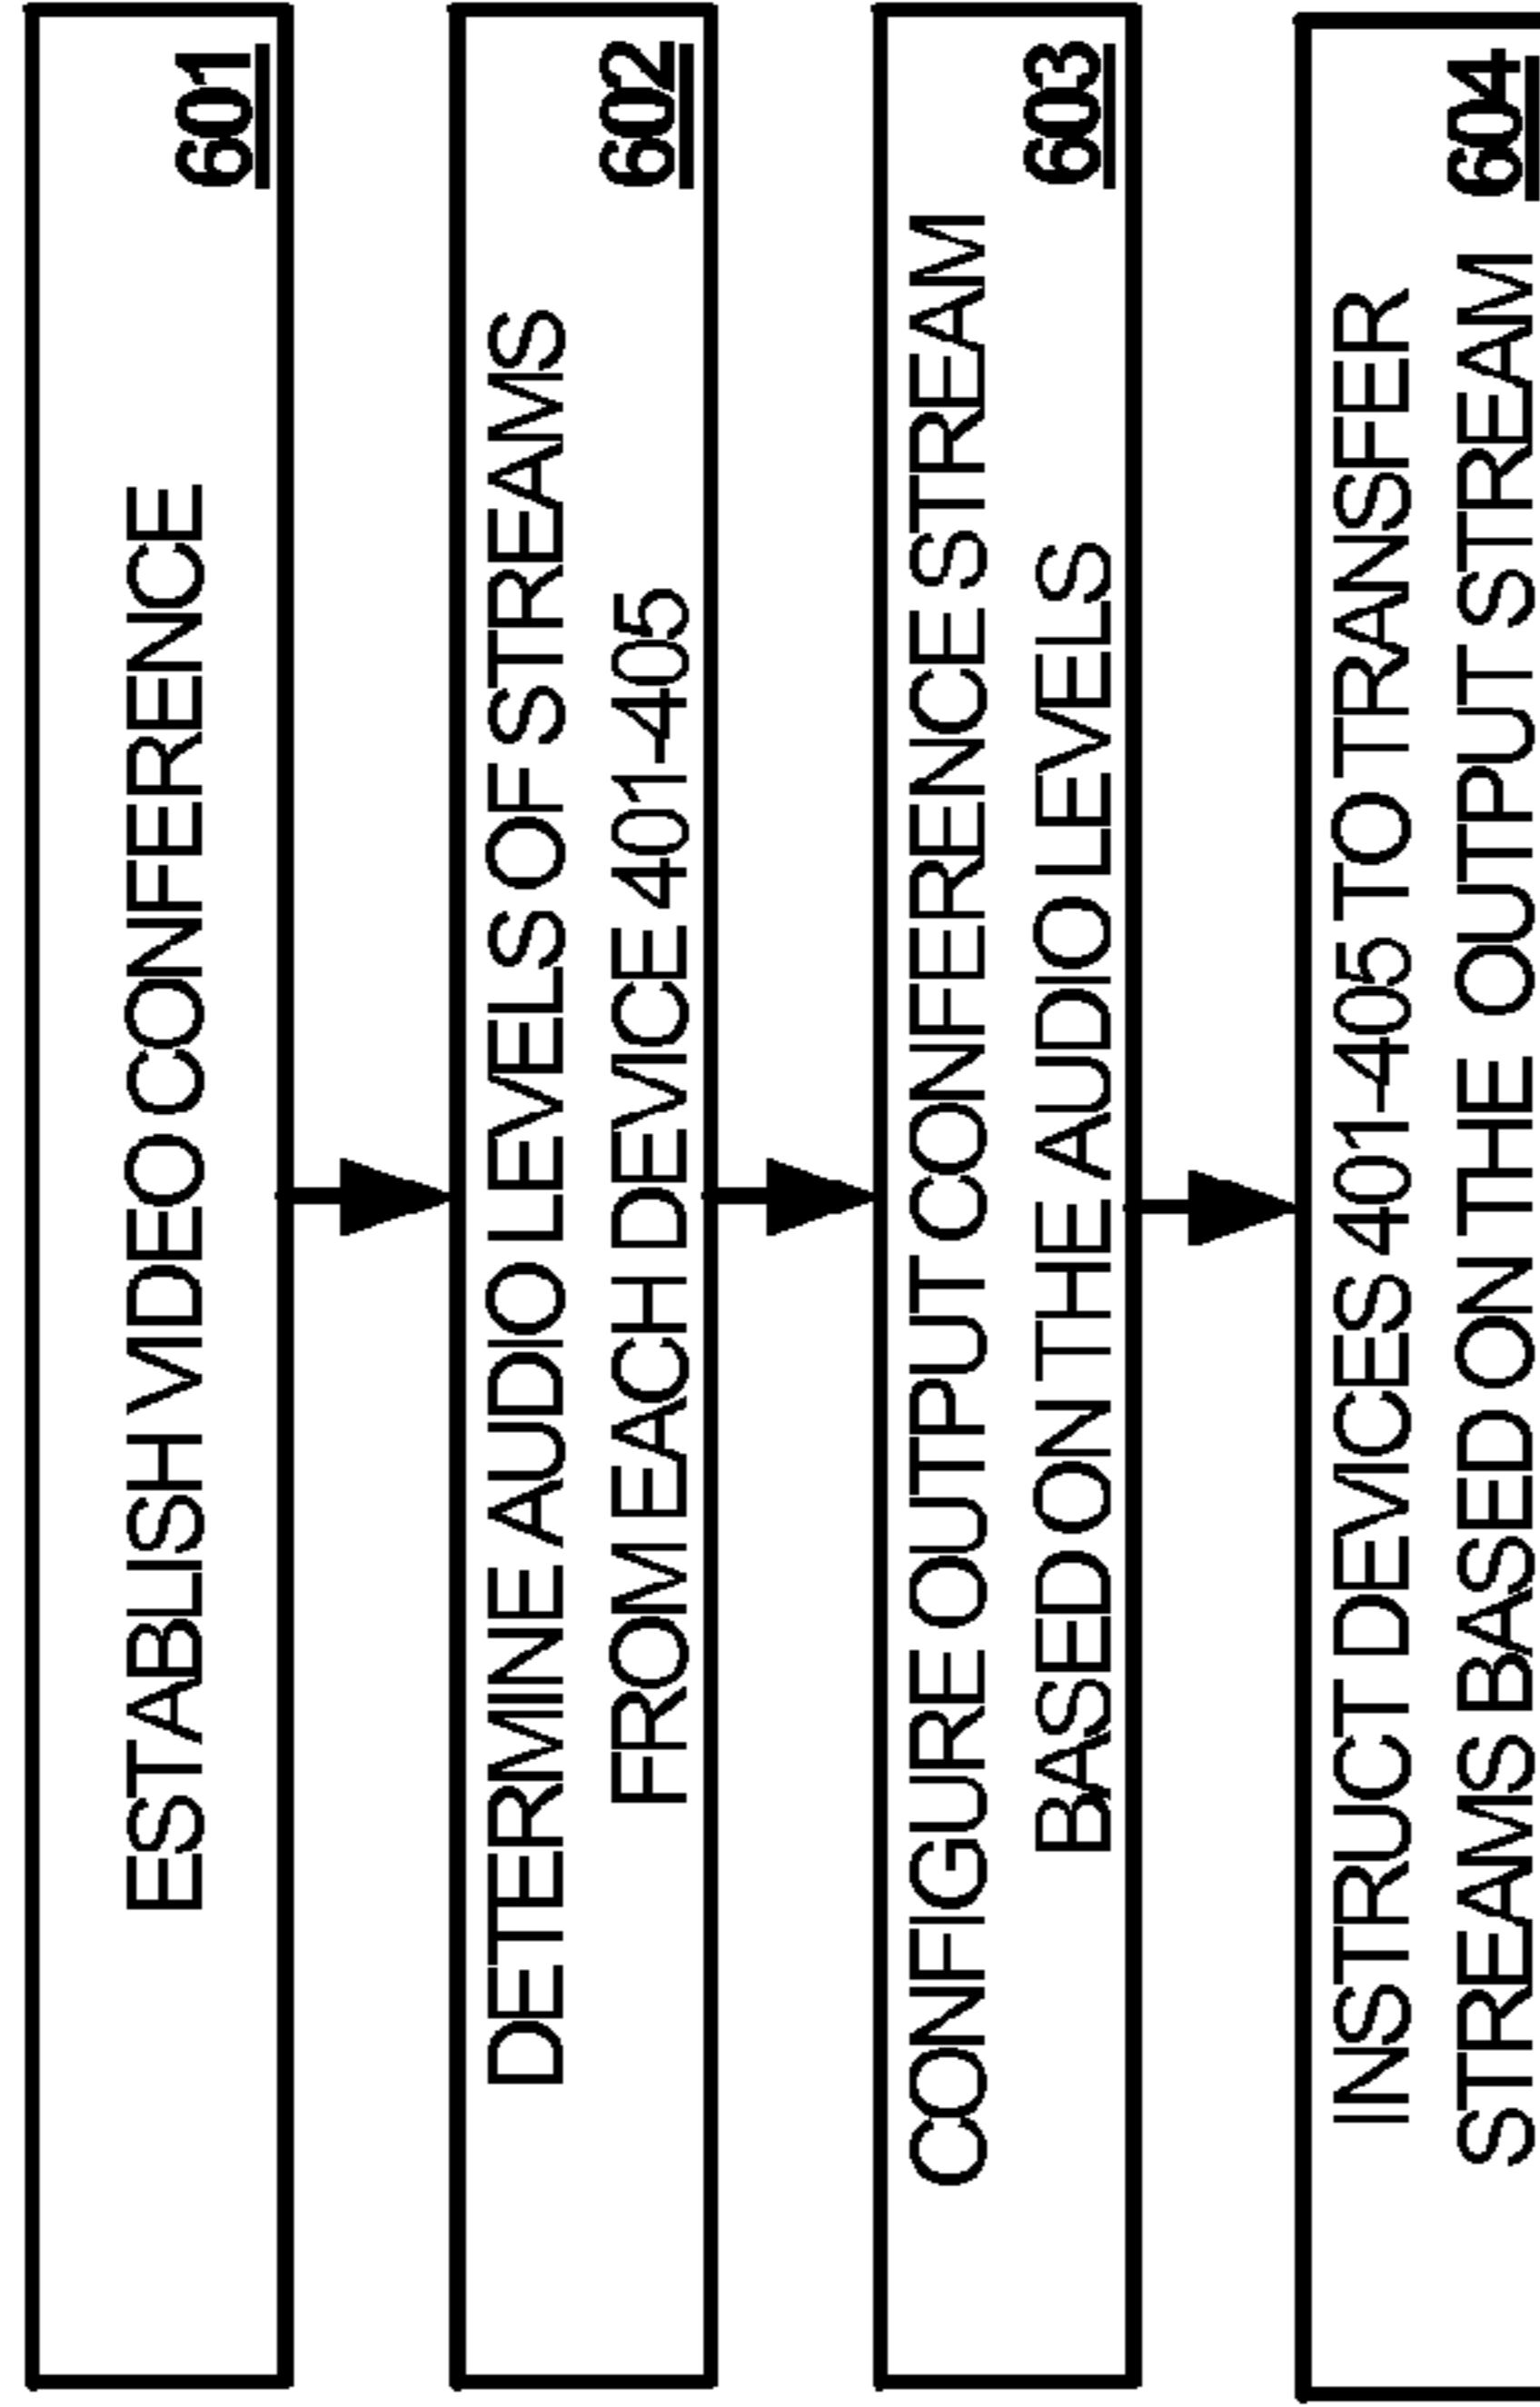 ESTABLISH VIDEO CONFERENCE
601
DETERMINE AUDIO LEVELS OF STREAMS
FROM EACH DEVICE 401-405
602
CONFIGURE OUTPUT CONFERENCE STREAM
BASED ON THE AUDIO LEVELS
603
INSTRUCT DEVICES 401-405 TO TRANSFER
STREAMS BASED ON THE OUTPUT STREAM
604